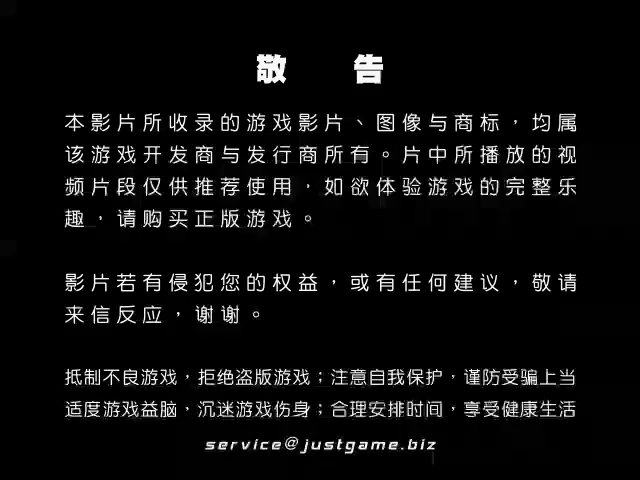 敬 告
本影片所收录的游戏影片、图像与商标，均属
该游戏开发商与发行商所有。片中所播放的视
频片段仅供推荐使用，如欲体验游戏的完整乐
趣，请购买正版游戏。
影片若有侵犯您的权益，或有任何建议，敬请
来信反应，谢谢。
抵制不良游戏，拒绝盗版游戏；注意自我保护，谨防受骗上当
适度游戏益脑，沉迷游戏伤身；合理安排时间，享受健康生活
service@justgame.biz